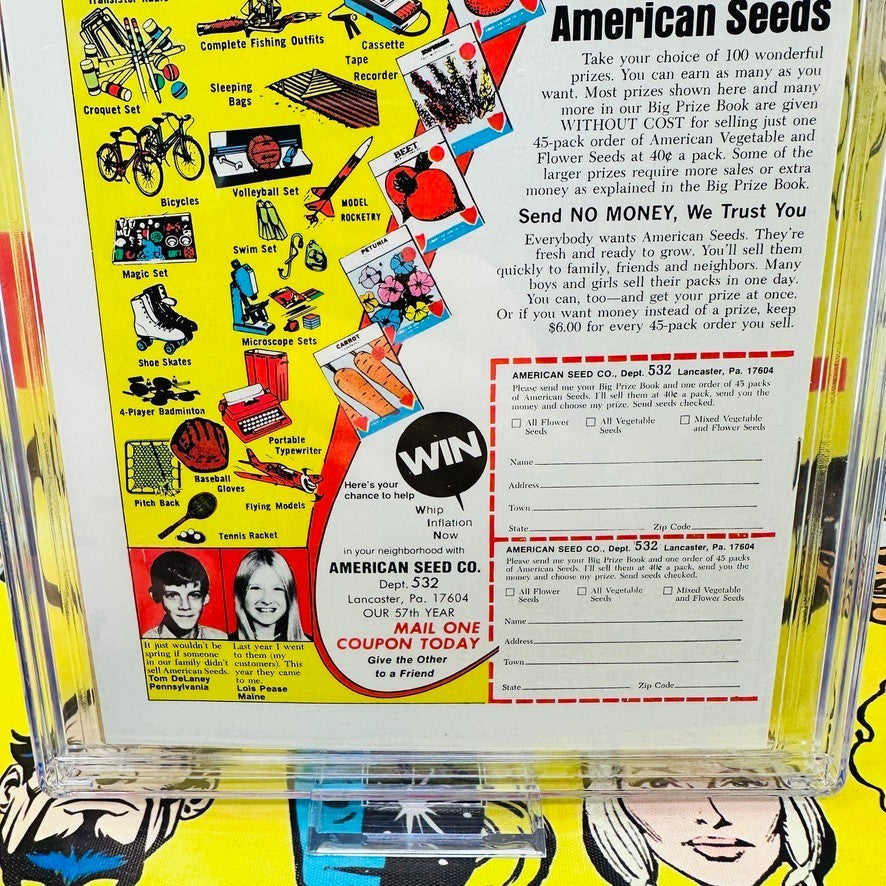 Transistor Radio
Complete Fishing Outfits
Cassette
Tape
Recorder
Sleeping
Bags
Croquet Set
Bicycles
Volleyball Set
MODEL
ROCKETRY
Swim Set
Magic Set
Microscope Sets
Shoe Skates
4-Player Badminton
Portable
Typewriter
Baseball
Gloves
Pitch Back
Flying Models
Tennis Racket
BEET
PETUNIA
CARROT
American Seeds
Take your choice of 100 wonderful
prizes. You can earn as many as you
want. Most prizes shown here and many
more in our Big Prize Book are given
WITHOUT COST for selling just one
45-pack order of American Vegetable and
Flower Seeds at 40¢ a pack. Some of the
larger prizes require more sales or extra
money as explained in the Big Prize Book.
Send NO MONEY, We Trust You
Everybody wants American Seeds. They're
fresh and ready to grow. You'll sell them
quickly to family, friends and neighbors. Many
boys and girls sell their packs in one day.
You can, too—and get your prize at once.
Or if you want money instead of a prize, keep
$6.00 for every 45-pack order you sell.
WIN
Here's your
chance to help
Whip
Inflation
Now
in your neighborhood with
AMERICAN SEED CO.
Dept. 532
Lancaster, Pa. 17604
OUR 57th YEAR
MAIL ONE
COUPON TODAY
Give the Other
to a Friend
It just wouldn't be
spring if someone
in our family didn't
sell American Seeds.
Tom DeLaney
Pennsylvania
Last year I went
to them (my
customers). This
year they came
to me.
Lois Pease
Maine
AMERICAN SEED CO., Dept. 532 Lancaster, Pa. 17604
Please send me your Big Prize Book and one order of 45 packs
of American Seeds. I'll sell them at 40¢ a pack, send you the
money and choose my prize. Send seeds checked.
All Flower
Seeds
All Vegetable
Seeds
Mixed Vegetable
and Flower Seeds
Name
Address
Town
State Zip Code
AMERICAN SEED CO., Dept. 532 Lancaster, Pa. 17604
Please send me your Big Prize Book and one order of 45 packs
of American Seeds. I'll sell them at 40¢ a pack, send you the
money and choose my prize. Send seeds checked.
All Flower
Seeds
All Vegetable
Seeds
Mixed Vegetable
and Flower Seeds
Name
Address
Town
State Zip Code